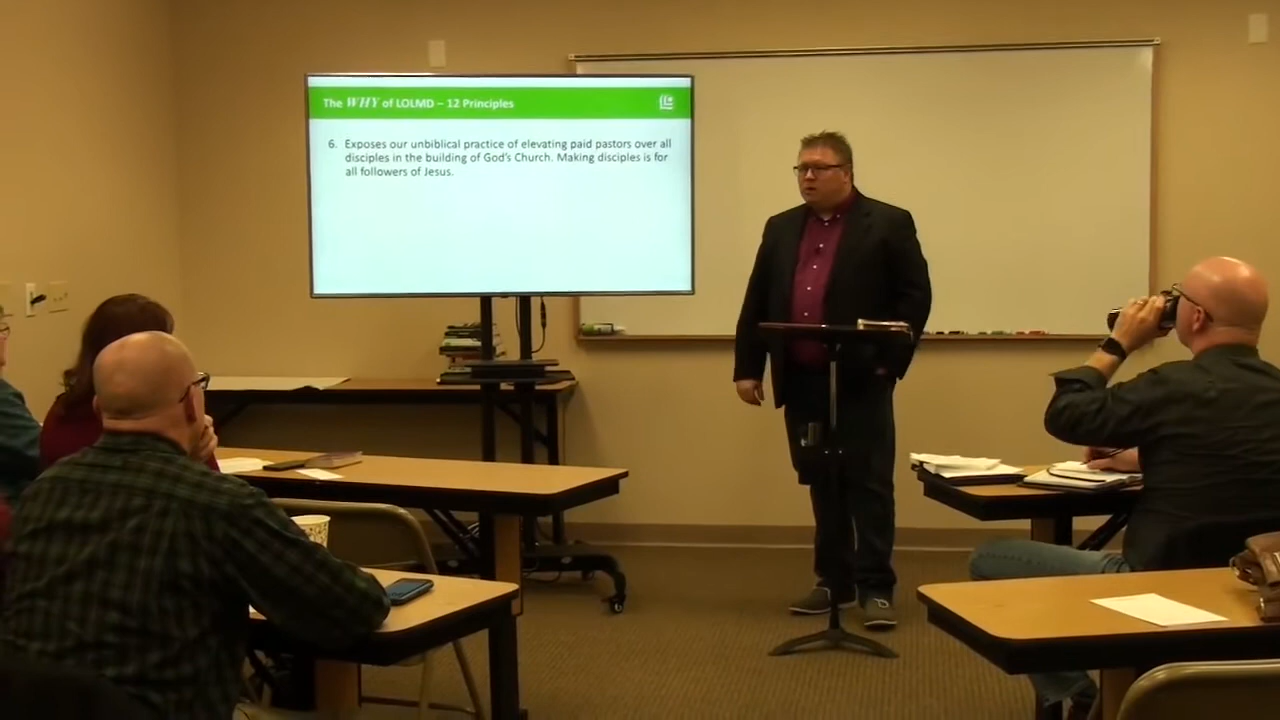 The WHY of LOLMD – 12 Principles
6. Exposes our unbiblical practice of elevating paid pastors over all
disciples in the building of God's Church. Making disciples is for
all followers of Jesus.